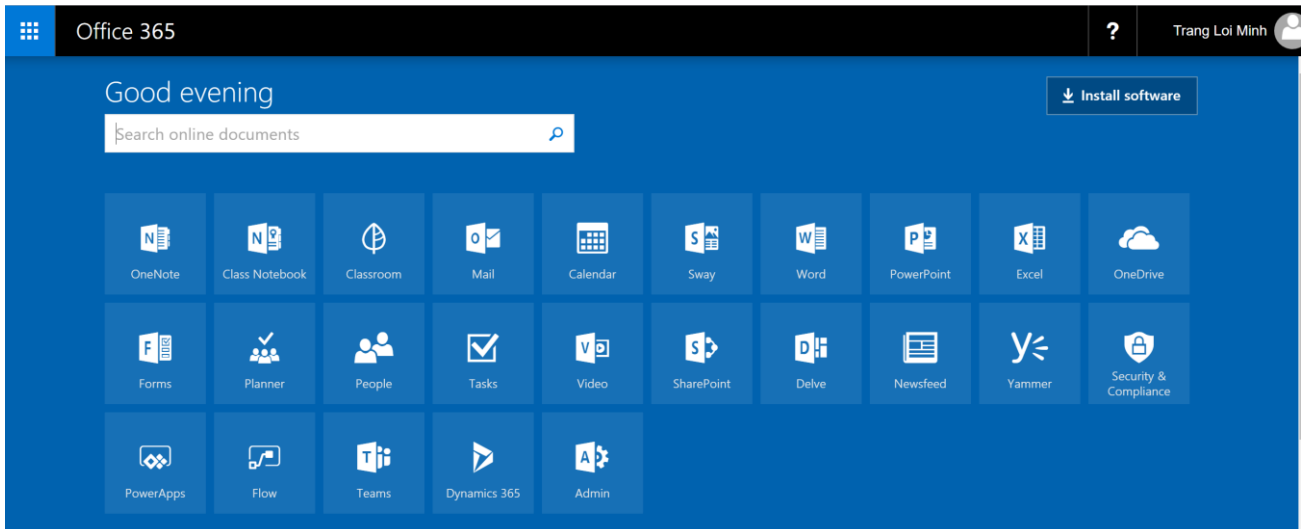 Office 365
?
Trang Loi Minh
Good evening
Install software
Search online documents
OneNote
Class Notebook
Classroom
Mail
Calendar
Sway
Word
PowerPoint
Excel
OneDrive
Forms
Planner
People
Tasks
Video
SharePoint
Delve
Newsfeed
Yammer
Security &
Compliance
PowerApps
Flow
Teams
Dynamics 365
Admin